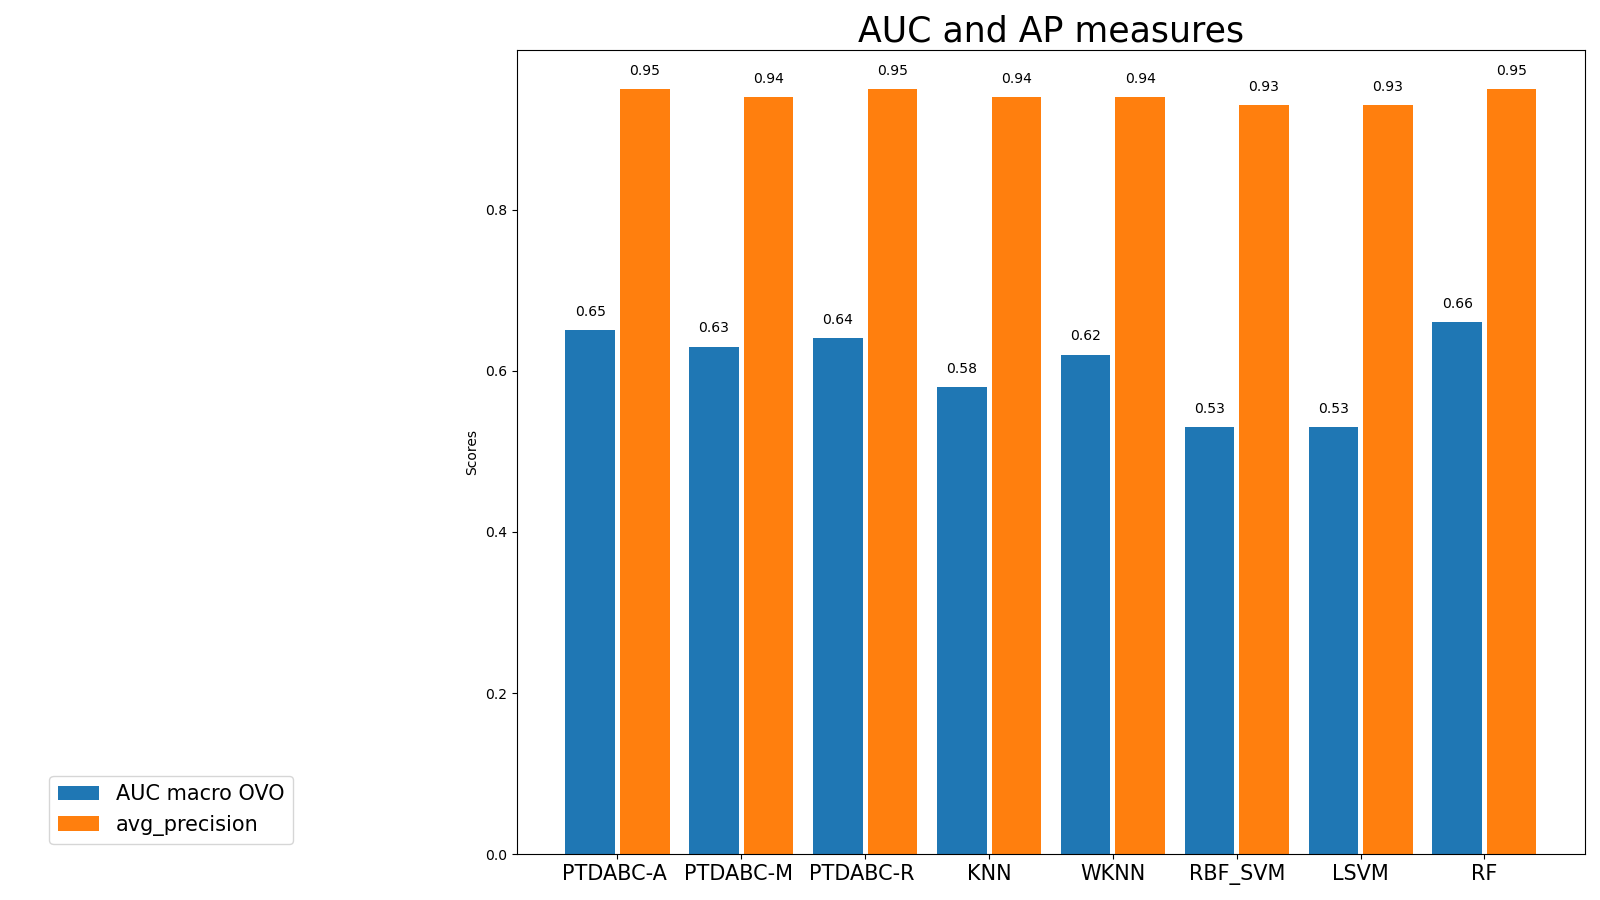 AUC and AP measures
0.95 0.94 0.95 0.94 0.94 0.93 0.93 0.95
0.65 0.63 0.64 0.58 0.62 0.53 0.53 0.66
Scores
0.8
0.6
0.4
0.2
0.0
PTDABC-A PTDABC-M PTDABC-R KNN WKNN RBF_SVM LSVM RF
AUC macro OVO
avg_precision